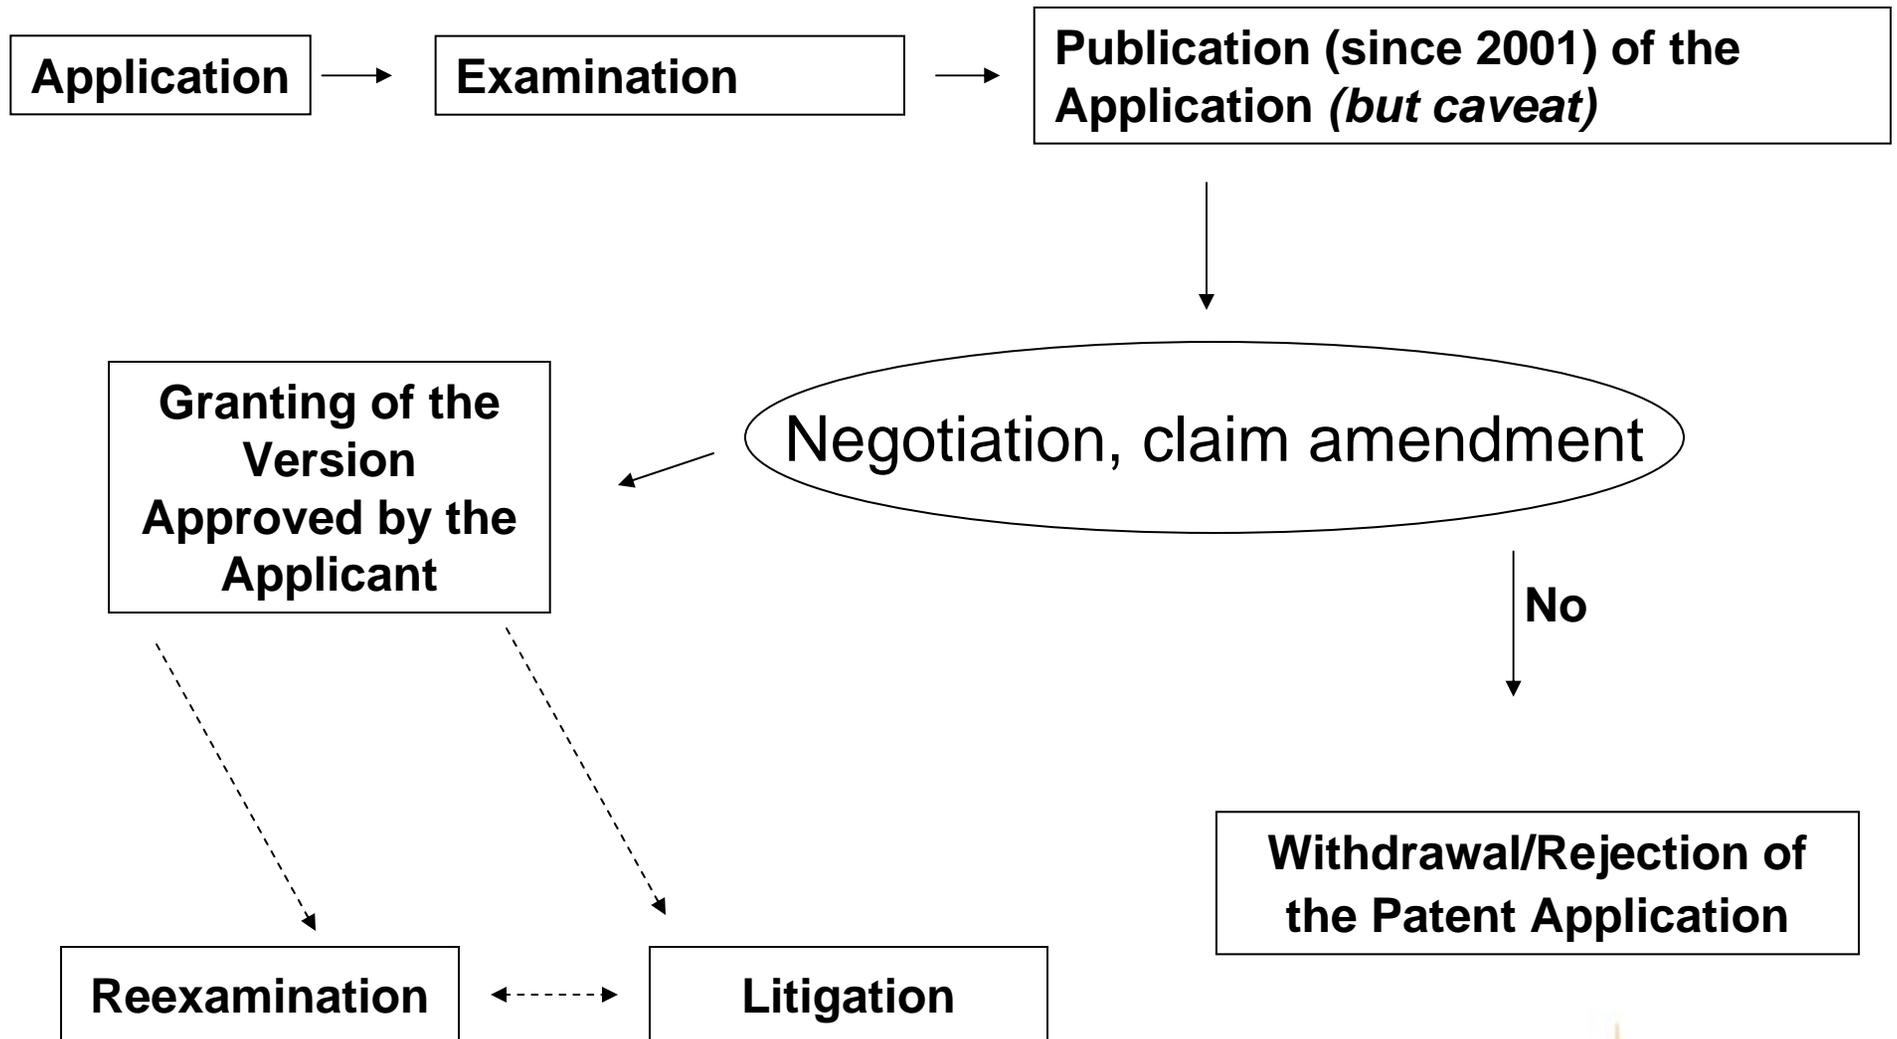 Application
Examination
Publication (since 2001) of the
Application (but caveat)
Granting of the
Version
Approved by the
Applicant
Negotiation, claim amendment
No
Withdrawal/Rejection of
the Patent Application
Reexamination
Litigation